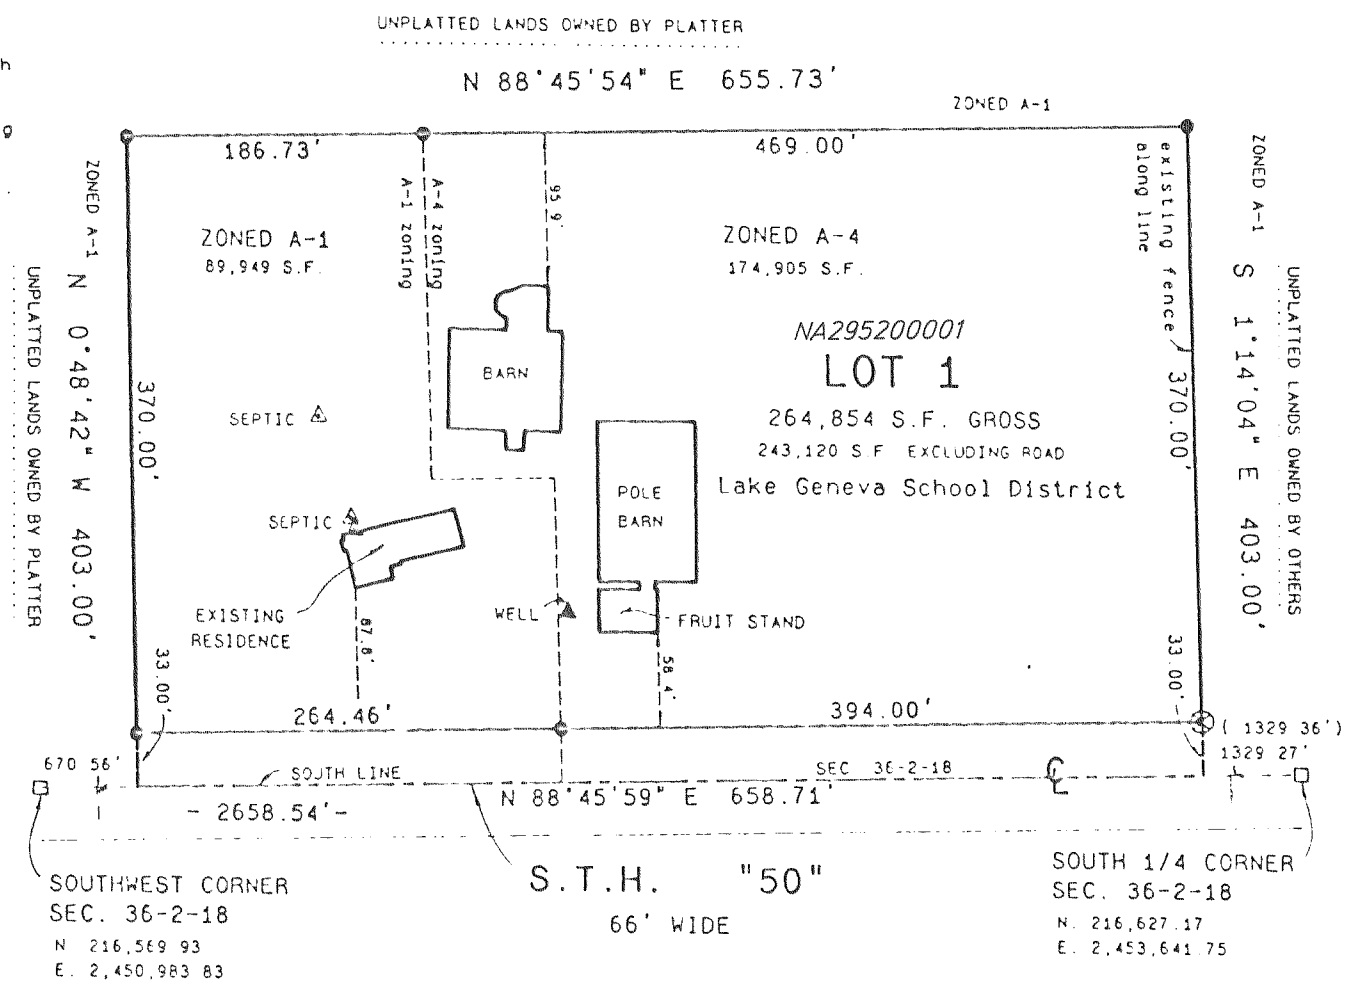 UNPLATTED LANDS OWNED BY PLATTER
N 88°45'54" E 655.73'
h
g
ZONED A-1
186.73'
469.00'
ZONED A-1
A-1 zoning
A-4 zoning
95 9'
existing fence
along line
ZONED A-1
ZONED A-1
89,949 S.F.
ZONED A-4
174,905 S.F.
UNPLATTED LANDS OWNED BY PLATTER
N 0°48'42" W 403.00'
370.00'
S 1°14'04" E 403.00'
370.00'
UNPLATTED LANDS OWNED BY OTHERS
NA295200001
LOT 1
264,854 S.F. GROSS
243,120 S.F EXCLUDING ROAD
Lake Geneva School District
BARN
SEPTIC
POLE
BARN
SEPTIC
EXISTING
RESIDENCE
WELL
FRUIT STAND
87.8'
58 4'
33.00'
33.00'
264.46'
394.00'
( 1329 36')
1329 27'
670 56'
SOUTH LINE
SEC 36-2-18
℄
N 88°45'59" E 658.71'
- 2658.54'-
S.T.H. "50"
66' WIDE
SOUTHWEST CORNER
SEC. 36-2-18
N 216,569 93
E. 2,450,983 83
SOUTH 1/4 CORNER
SEC. 36-2-18
N. 216,627.17
E. 2,453,641.75